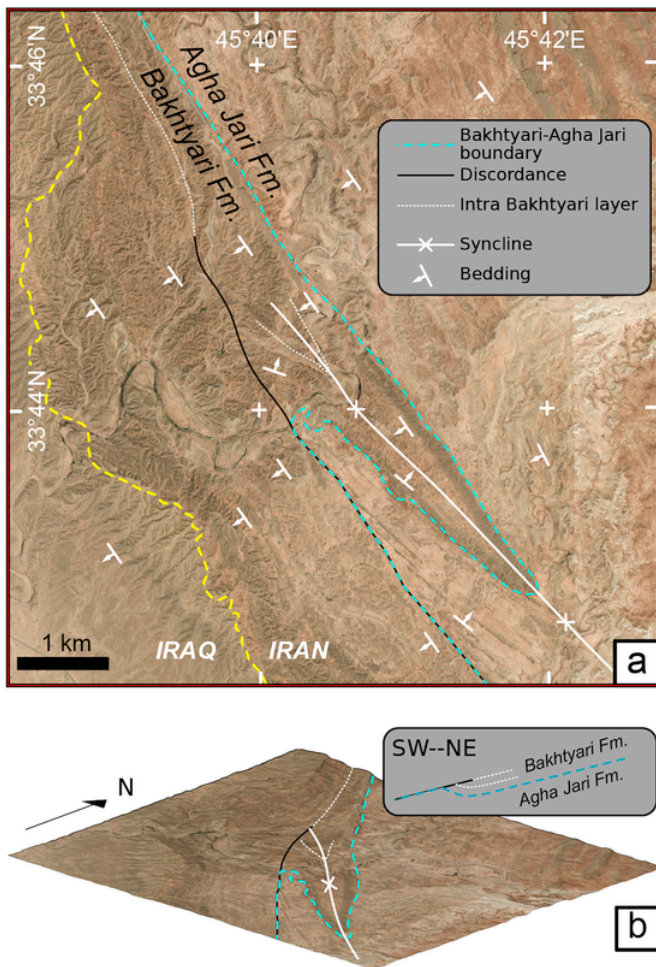 45°40'E
45°42'E
33°46'N
Agha Jari Fm.
Bakhtyari Fm.
Bakhtyari-Agha Jari
boundary
Discordance
Intra Bakhtyari layer
Syncline
Bedding
33°44'N
1 km
IRAQ
IRAN
a
SW--NE
Bakhtyari Fm.
Agha Jari Fm.
N
b